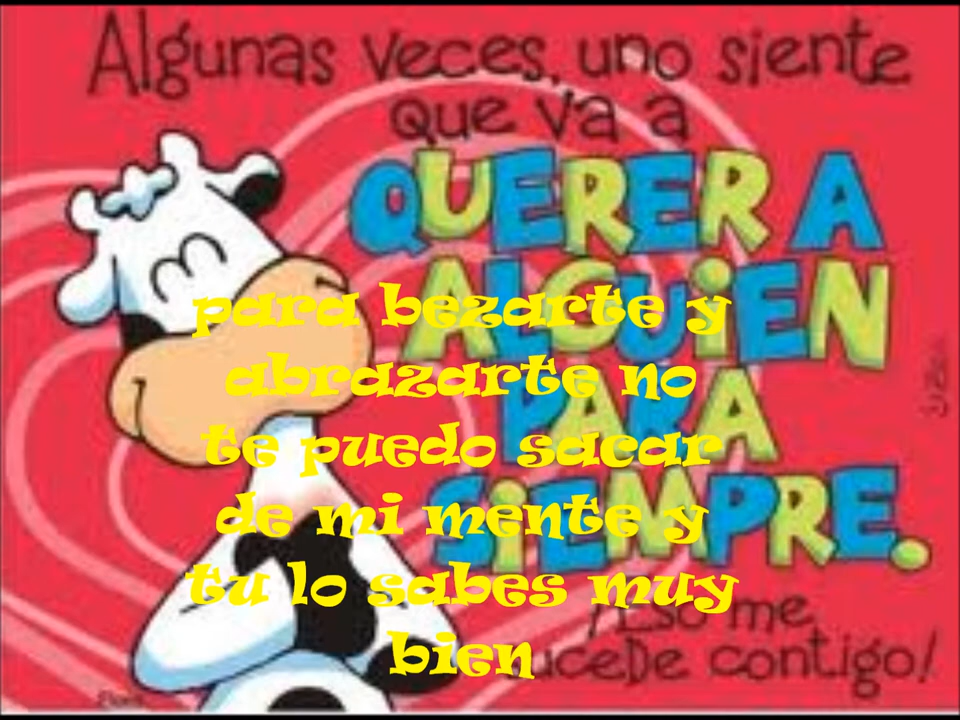 Algunas veces, uno siente
que va a
QUERER A
ALGUIEN
PARA
SIEMPRE.
¡Eso me
sucede contigo!
para bezarte y
abrazarte no
te puedo sacar
de mi mente y
tu lo sabes muy
bien